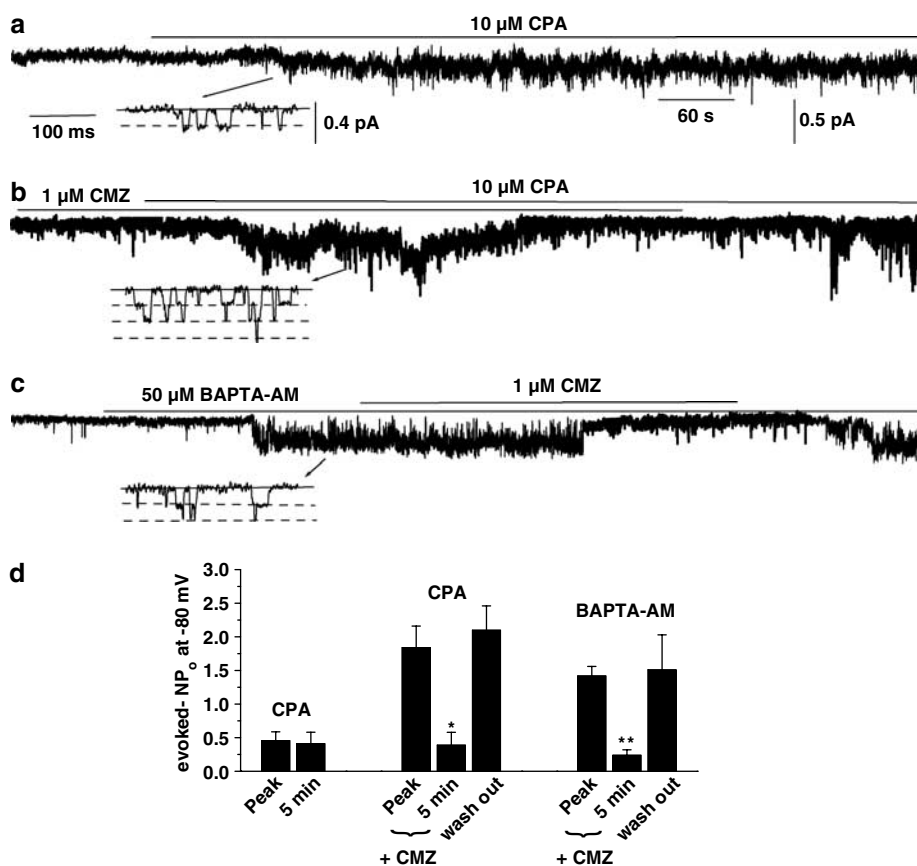 a
10 µM CPA
100 ms
0.4 pA
60 s
0.5 pA
b
1 µM CMZ
10 µM CPA
c
50 µM BAPTA-AM
1 µM CMZ
d
evoked- NPo at -80 mV
3.0
2.5
2.0
1.5
1.0
0.5
0.0
CPA
CPA
BAPTA-AM
*
**
Peak
5 min
Peak
5 min
wash out
Peak
5 min
wash out
+ CMZ
+ CMZ